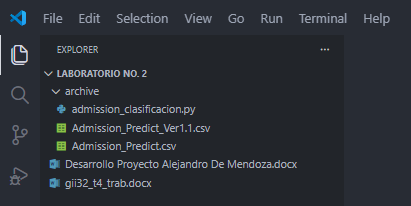 File Edit Selection View Go Run Terminal Help
EXPLORER ...
LABORATORIO NO. 2
archive
admission_clasificacion.py
Admission_Predict_Ver1.1.csv
Admission_Predict.csv
Desarrollo Proyecto Alejandro De Mendoza.docx
gii32_t4_trab.docx